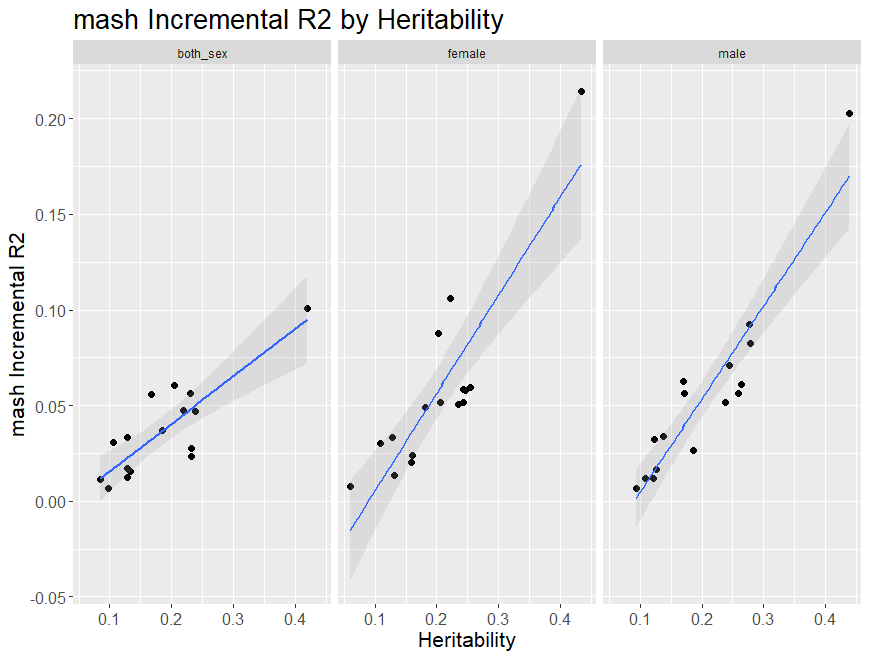 mash Incremental R2 by Heritability
both_sex female male
mash Incremental R2
0.20
0.15
0.10
0.05
0.00
-0.05
0.1 0.2 0.3 0.4 0.1 0.2 0.3 0.4 0.1 0.2 0.3 0.4
Heritability